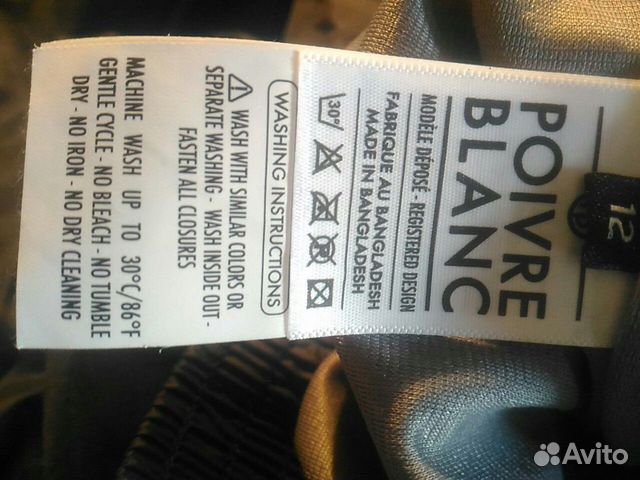 12
POIVRE
BLANC
MODÈLE DÉPOSÉ - REGISTERED DESIGN
FABRIQUE AU BANGLADESH
MADE IN BANGLADESH
30°
WASHING INSTRUCTIONS
WASH WITH SIMILAR COLORS OR
SEPARATE WASHING - WASH INSIDE OUT -
FASTEN ALL CLOSURES
MACHINE WASH UP TO 30°C/86°F
GENTLE CYCLE - NO BLEACH - NO TUMBLE
DRY - NO IRON - NO DRY CLEANING
Avito